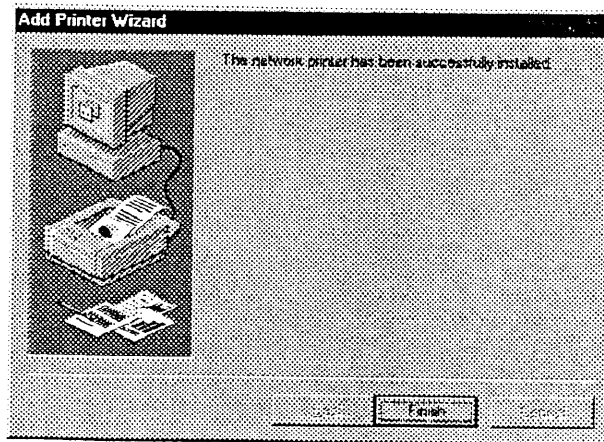 Add Printer Wizard
The network printer has been successfully installed.
Finish